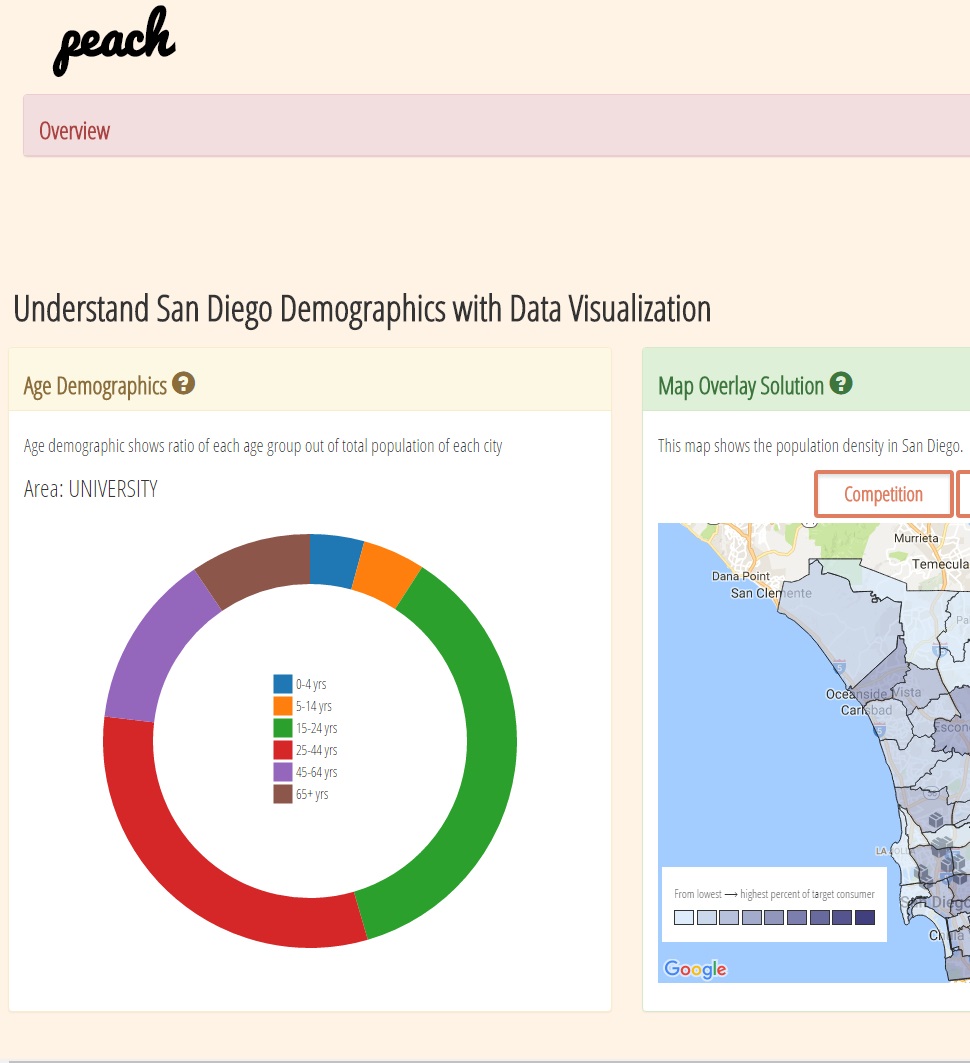 peach
Overview
Understand San Diego Demographics with Data Visualization
Age Demographics ?
Age demographic shows ratio of each age group out of total population of each city
Area: UNIVERSITY
0-4 yrs
5-14 yrs
15-24 yrs
25-44 yrs
45-64 yrs
65+ yrs
Map Overlay Solution ?
This map shows the population density in San Diego.
Competition
Murrieta
Temecula
Dana Point
San Clemente
5
Oceanside Vista
Carlsbad
5
San Diego
From lowest ⟶ highest percent of target consumer
Google